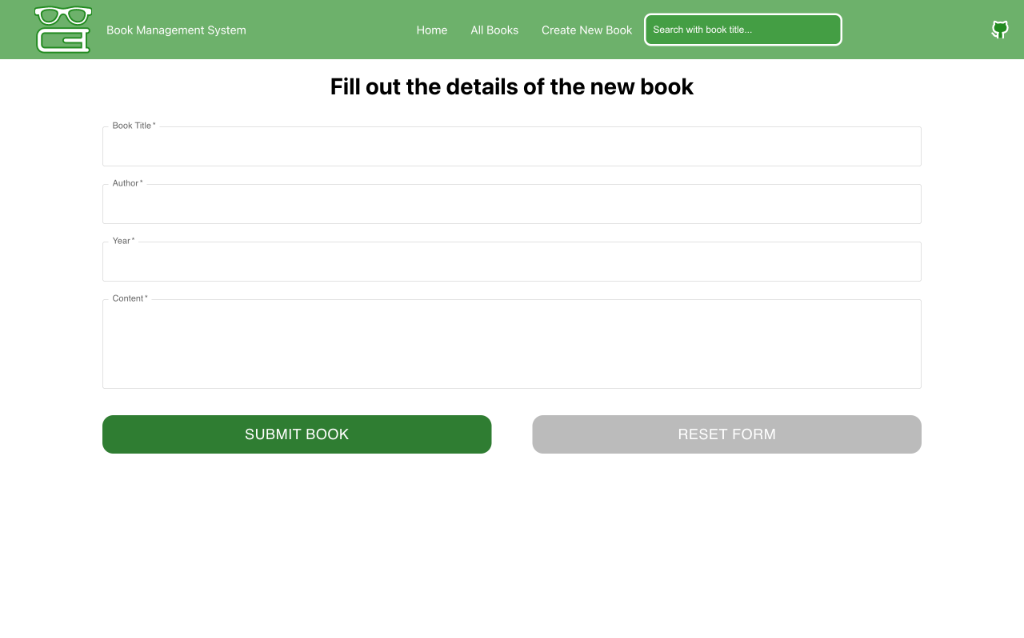 Book Management System
Home
All Books
Create New Book
Search with book title...
Fill out the details of the new book
Book Title *
Author *
Year *
Content *
SUBMIT BOOK
RESET FORM